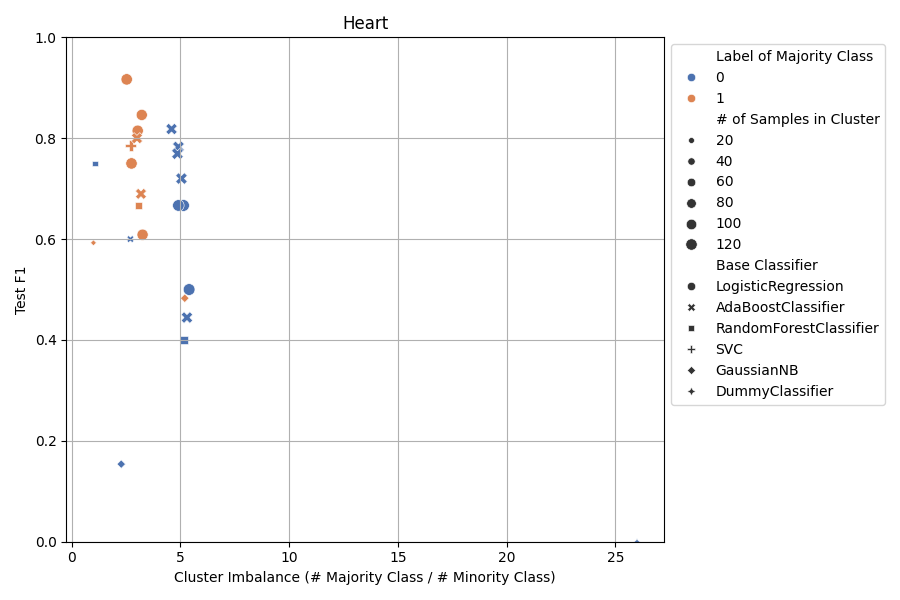 Heart
1.0
0.8
0.6
0.4
0.2
0.0
Test F1
0
5
10
15
20
25
Cluster Imbalance (# Majority Class / # Minority Class)
Label of Majority Class
0
1
# of Samples in Cluster
20
40
60
80
100
120
Base Classifier
LogisticRegression
AdaBoostClassifier
RandomForestClassifier
SVC
GaussianNB
DummyClassifier